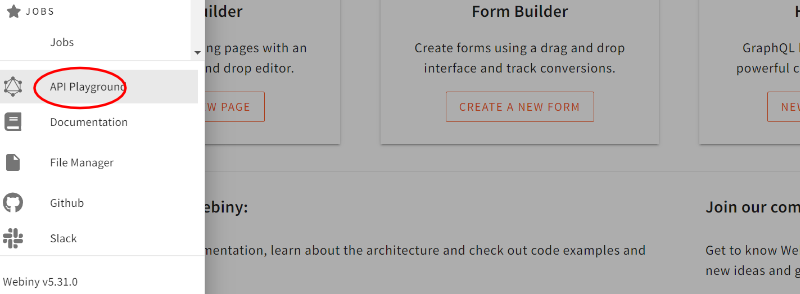 JOBS
Jobs
API Playground
Documentation
File Manager
Github
Slack
Webiny v5.31.0
ng pages with an
nd drop editor.
PAGE
Form Builder
Create forms using a drag and drop
interface and track conversions.
CREATE A NEW FORM
H
GraphQL
powerful c
NEW
ebiny:
mentation, learn about the architecture and check out code examples and
Join our com
Get to know We
new ideas and g